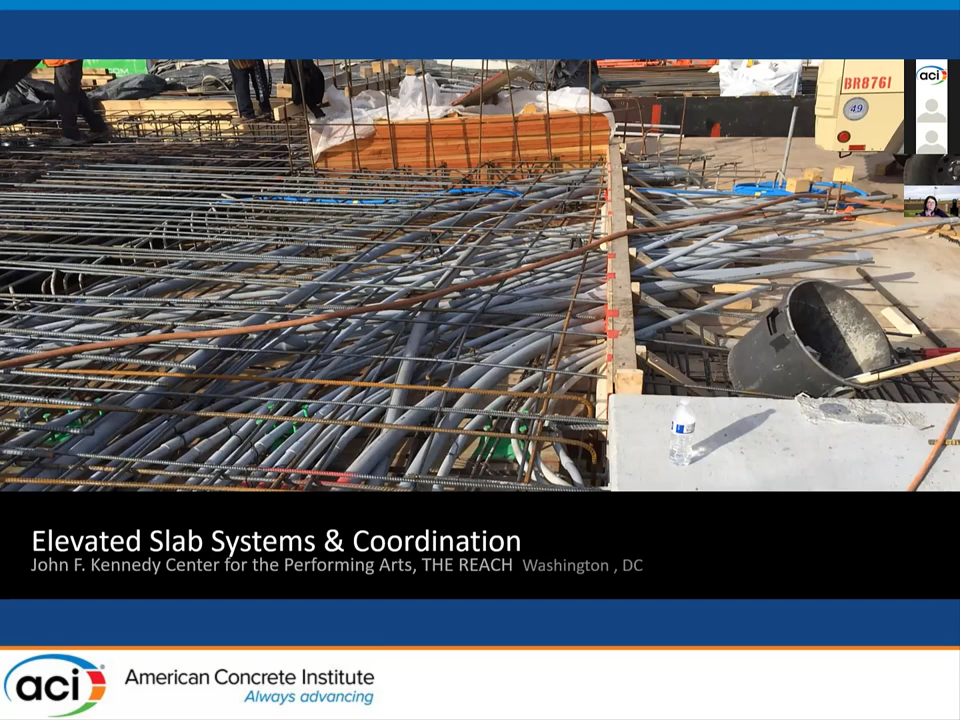 BR8761
49
aci
Elevated Slab Systems & Coordination
John F. Kennedy Center for the Performing Arts, THE REACH Washington , DC
aci
American Concrete Institute
Always advancing